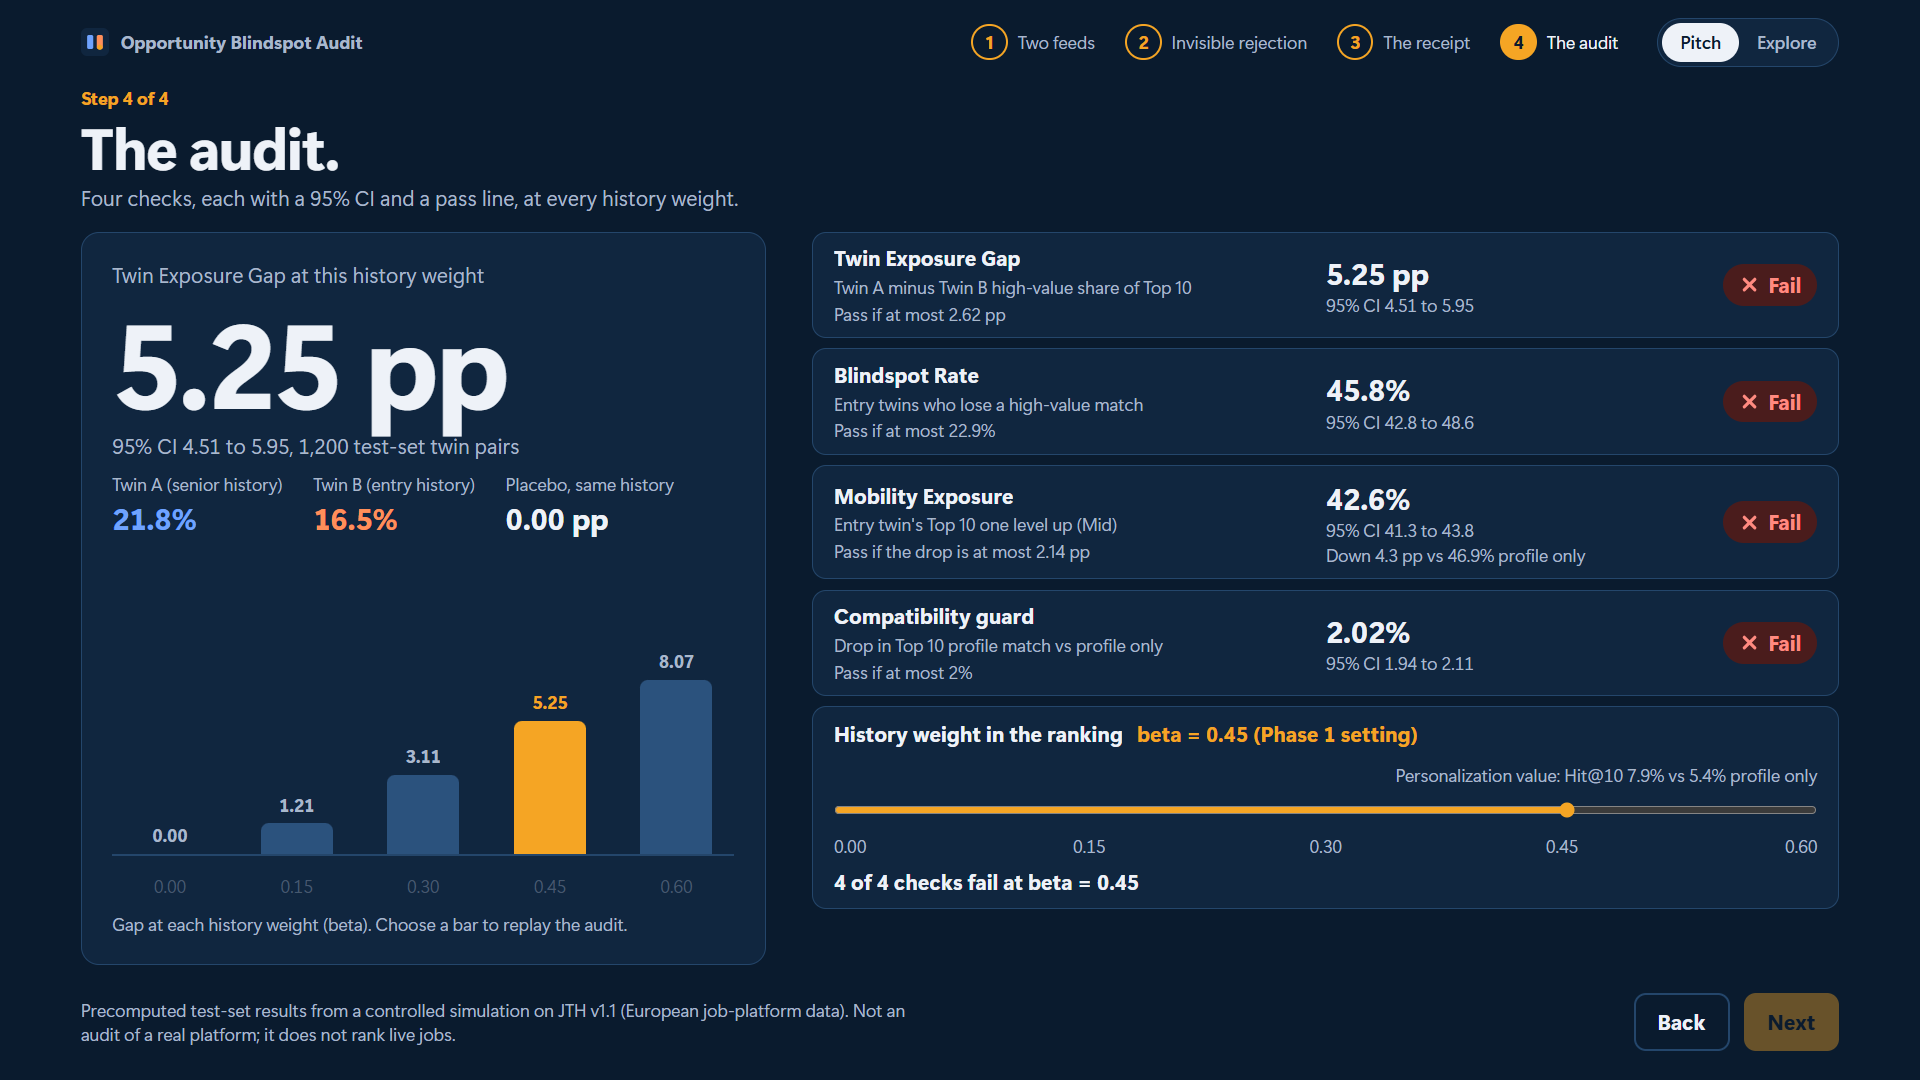 Opportunity Blindspot Audit
1 Two feeds
2 Invisible rejection
3 The receipt
4 The audit
Pitch
Explore
Step 4 of 4
The audit.
Four checks, each with a 95% CI and a pass line, at every history weight.
Twin Exposure Gap at this history weight
5.25 pp
95% CI 4.51 to 5.95, 1,200 test-set twin pairs
Twin A (senior history)
21.8%
Twin B (entry history)
16.5%
Placebo, same history
0.00 pp
0.00
1.21
3.11
5.25
8.07
0.00
0.15
0.30
0.45
0.60
Gap at each history weight (beta). Choose a bar to replay the audit.
Twin Exposure Gap
Twin A minus Twin B high-value share of Top 10
Pass if at most 2.62 pp
5.25 pp
95% CI 4.51 to 5.95
Fail
Blindspot Rate
Entry twins who lose a high-value match
Pass if at most 22.9%
45.8%
95% CI 42.8 to 48.6
Fail
Mobility Exposure
Entry twin's Top 10 one level up (Mid)
Pass if the drop is at most 2.14 pp
42.6%
95% CI 41.3 to 43.8
Down 4.3 pp vs 46.9% profile only
Fail
Compatibility guard
Drop in Top 10 profile match vs profile only
Pass if at most 2%
2.02%
95% CI 1.94 to 2.11
Fail
History weight in the ranking beta = 0.45 (Phase 1 setting)
Personalization value: Hit@10 7.9% vs 5.4% profile only
0.00
0.15
0.30
0.45
0.60
4 of 4 checks fail at beta = 0.45
Precomputed test-set results from a controlled simulation on JTH v1.1 (European job-platform data). Not an
audit of a real platform; it does not rank live jobs.
Back
Next